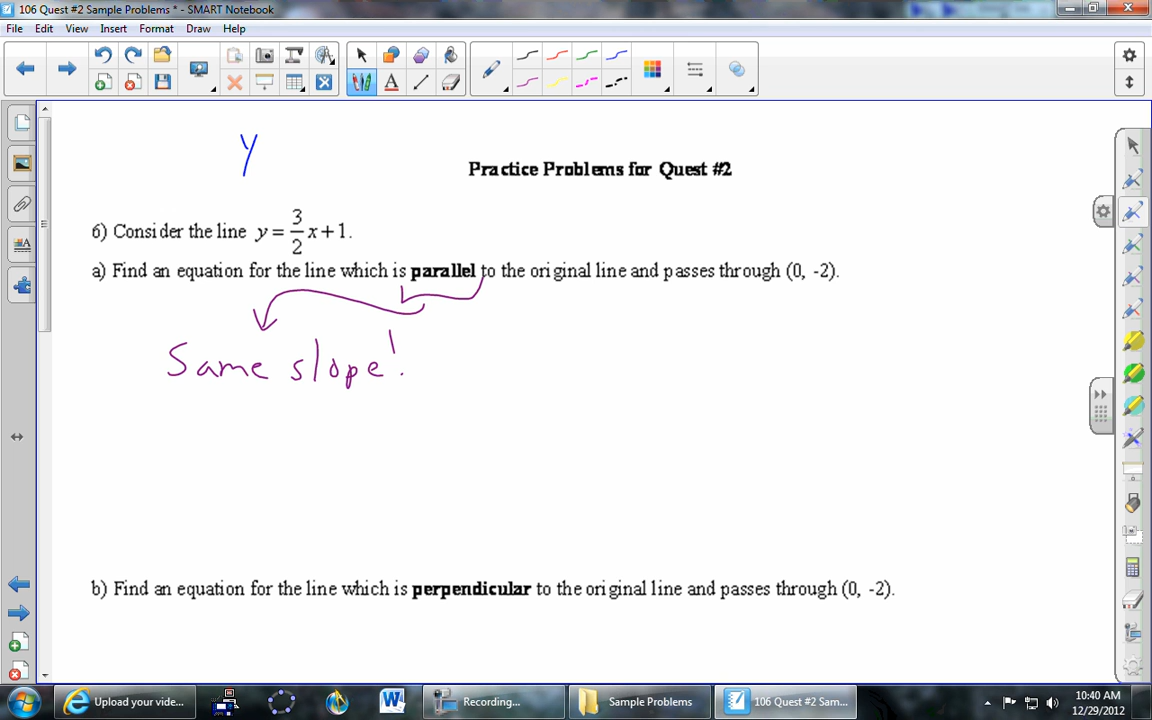 106 Quest #2 Sample Problems * - SMART Notebook
File Edit View Insert Format Draw Help
y
Practice Problems for Quest #2
6) Consider the line y = 3/2 x + 1.
a) Find an equation for the line which is parallel to the original line and passes through (0, -2).
Same slope!
b) Find an equation for the line which is perpendicular to the original line and passes through (0, -2).
Upload your vide... Recording... Sample Problems 106 Quest #2 Sam...
10:40 AM
12/29/2012